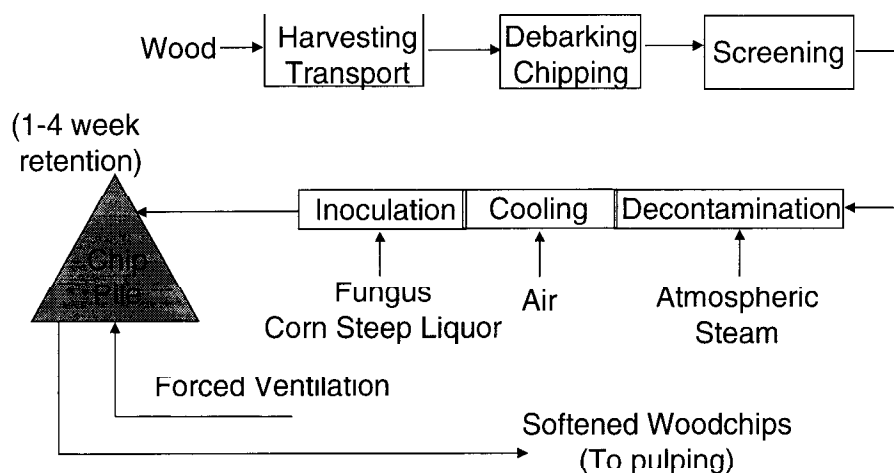 Wood
Harvesting
Transport
Debarking
Chipping
Screening
(1-4 week
retention)
Chip
Pile
Inoculation
Cooling
Decontamination
Fungus
Corn Steep Liquor
Air
Atmospheric
Steam
Forced Ventilation
Softened Woodchips
(To pulping)